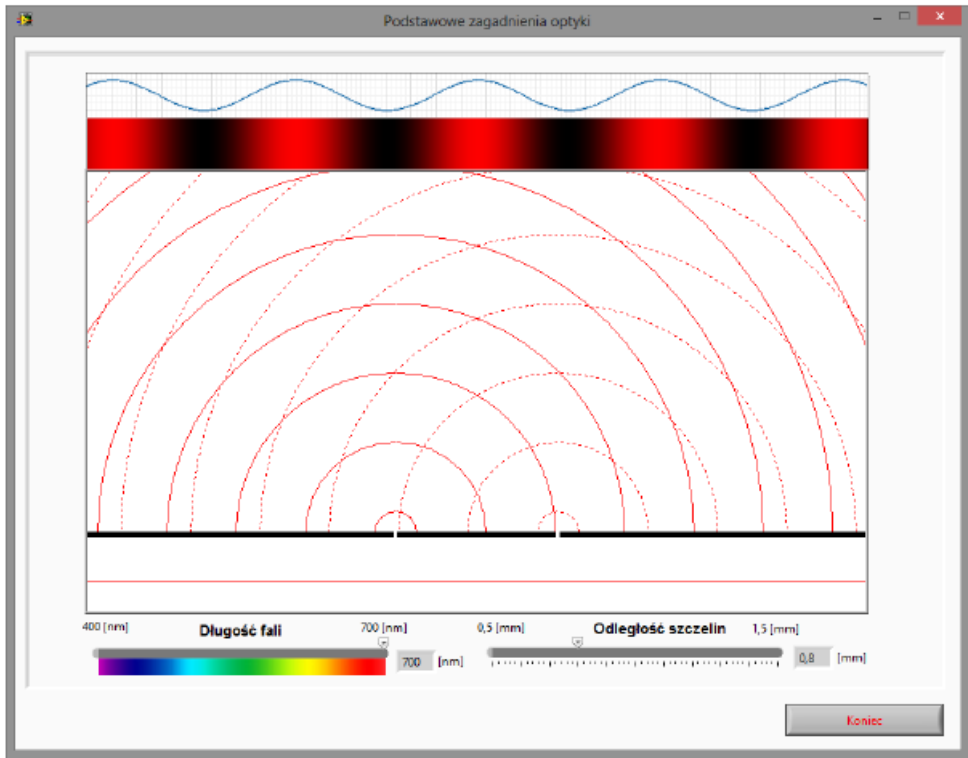 Podstawowe zagadnienia optyki
400 [nm] Długość fali 700 [nm] 0,5 [mm] Odległość szczelin 1,5 [mm]
700 [nm] 0,8 [mm]
Koniec